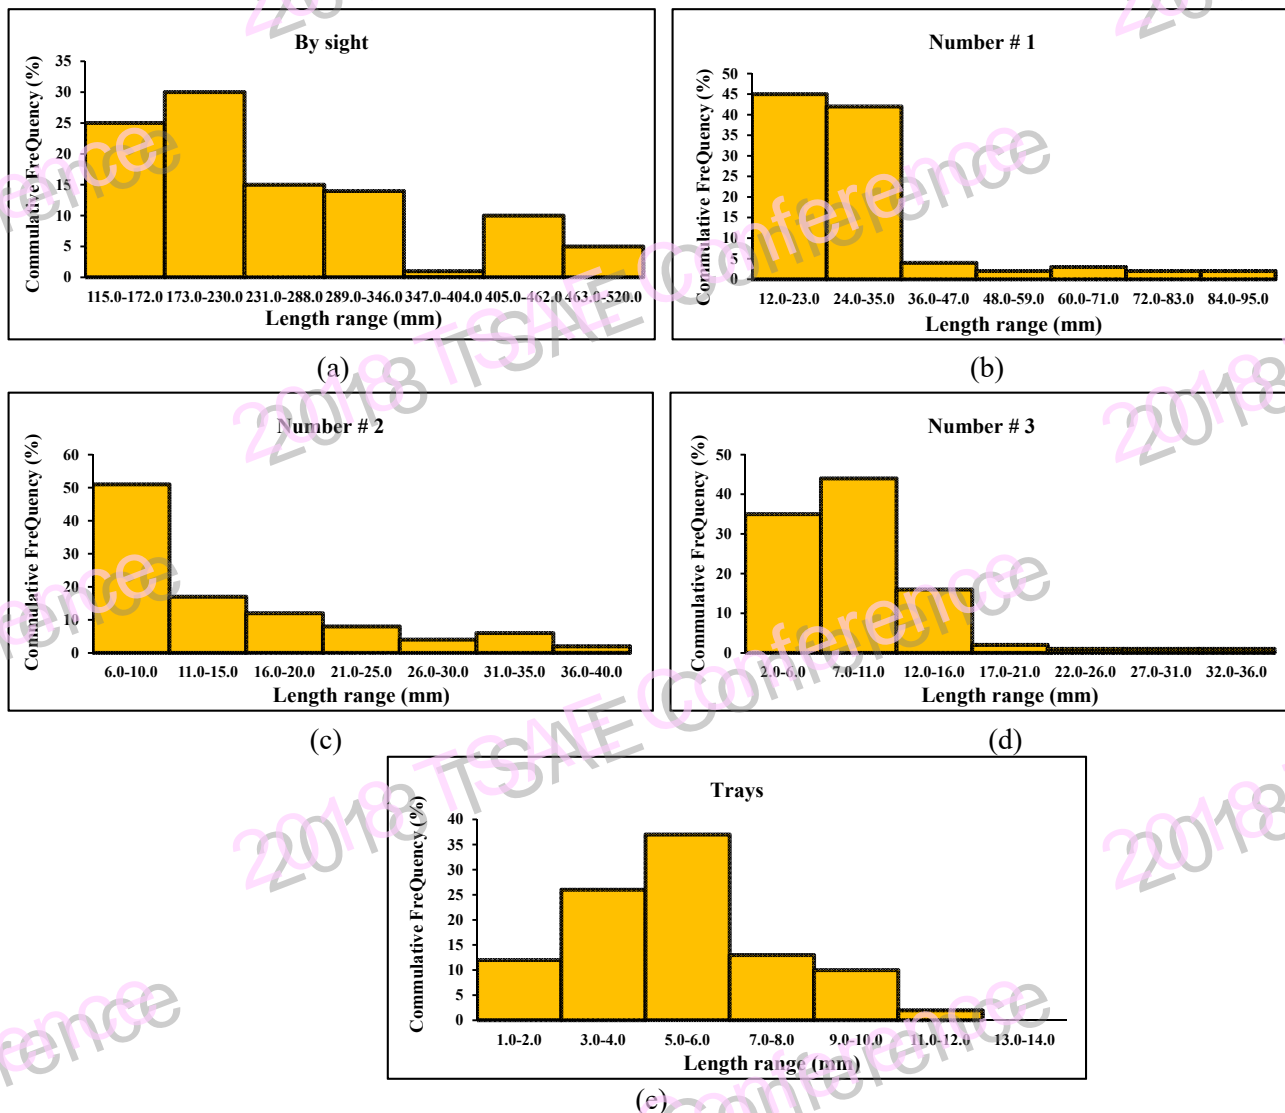 By sight
Commulative FreQuency (%)
35
30
25
20
15
10
5
0
115.0-172.0 173.0-230.0 231.0-288.0 289.0-346.0 347.0-404.0 405.0-462.0 463.0-520.0
Length range (mm)
(a)
Number # 1
Commulative FreQuency (%)
50
45
40
35
30
25
20
15
10
5
0
12.0-23.0 24.0-35.0 36.0-47.0 48.0-59.0 60.0-71.0 72.0-83.0 84.0-95.0
Length range (mm)
(b)
Number # 2
Commulative FreQuency (%)
60
50
40
30
20
10
0
6.0-10.0 11.0-15.0 16.0-20.0 21.0-25.0 26.0-30.0 31.0-35.0 36.0-40.0
Length range (mm)
(c)
Number # 3
Commulative FreQuency (%)
50
40
30
20
10
0
2.0-6.0 7.0-11.0 12.0-16.0 17.0-21.0 22.0-26.0 27.0-31.0 32.0-36.0
Length range (mm)
(d)
Trays
Commulative FreQuency (%)
40
35
30
25
20
15
10
5
0
1.0-2.0 3.0-4.0 5.0-6.0 7.0-8.0 9.0-10.0 11.0-12.0 13.0-14.0
Length range (mm)
(e)
2018 TSAE Conference
2018 TSAE Conference